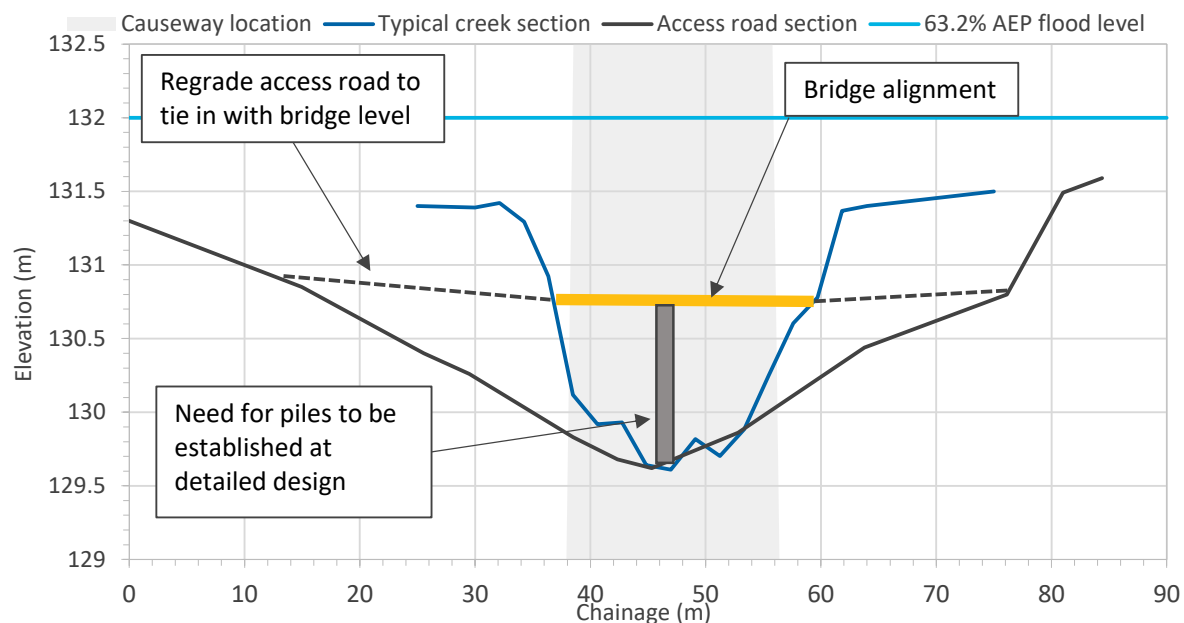 Causeway location
Typical creek section
Access road section
63.2% AEP flood level
132.5
132
131.5
131
130.5
130
129.5
129
Elevation (m)
Regrade access road to
tie in with bridge level
Bridge alignment
Need for piles to be
established at
detailed design
0
10
20
30
40
50
60
70
80
90
Chainage (m)